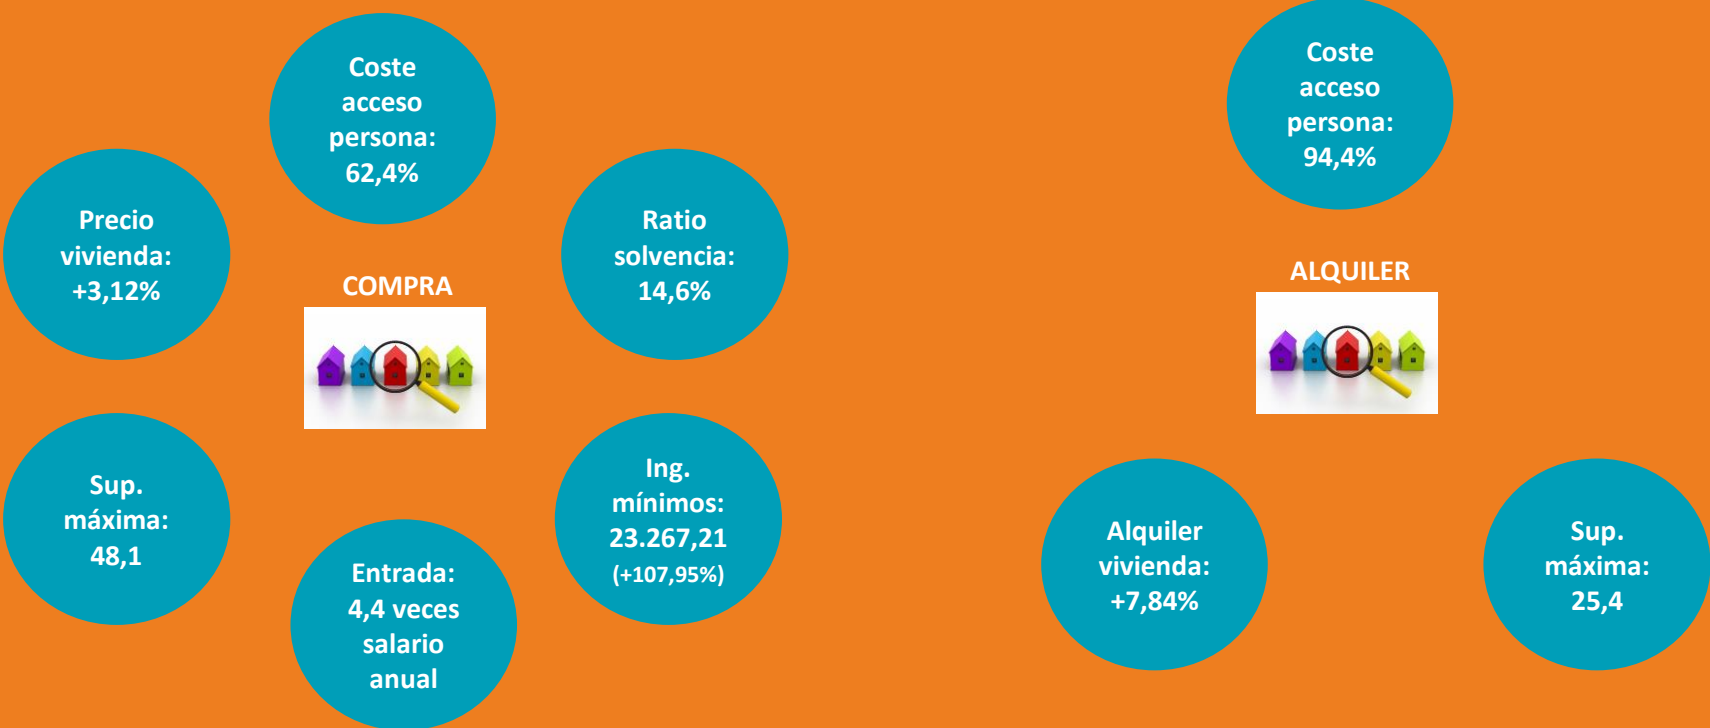 Coste
acceso
persona:
62,4%
Precio
vivienda:
+3,12%
Ratio
solvencia:
14,6%
COMPRA
Sup.
máxima:
48,1
Ing.
mínimos:
23.267,21
(+107,95%)
Entrada:
4,4 veces
salario
anual
Coste
acceso
persona:
94,4%
ALQUILER
Alquiler
vivienda:
+7,84%
Sup.
máxima:
25,4